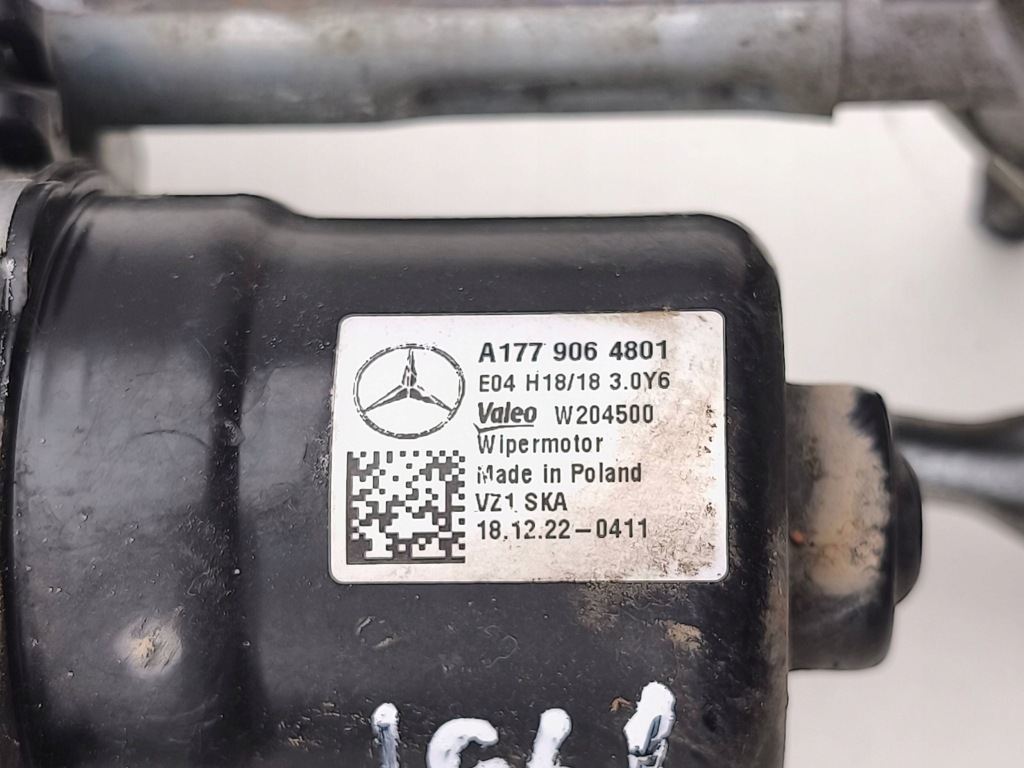 A177 906 4801
E04 H18/18 3.0Y6
Valeo W204500
Wipermotor
Made in Poland
VZ1 SKA
18.12.22-0411